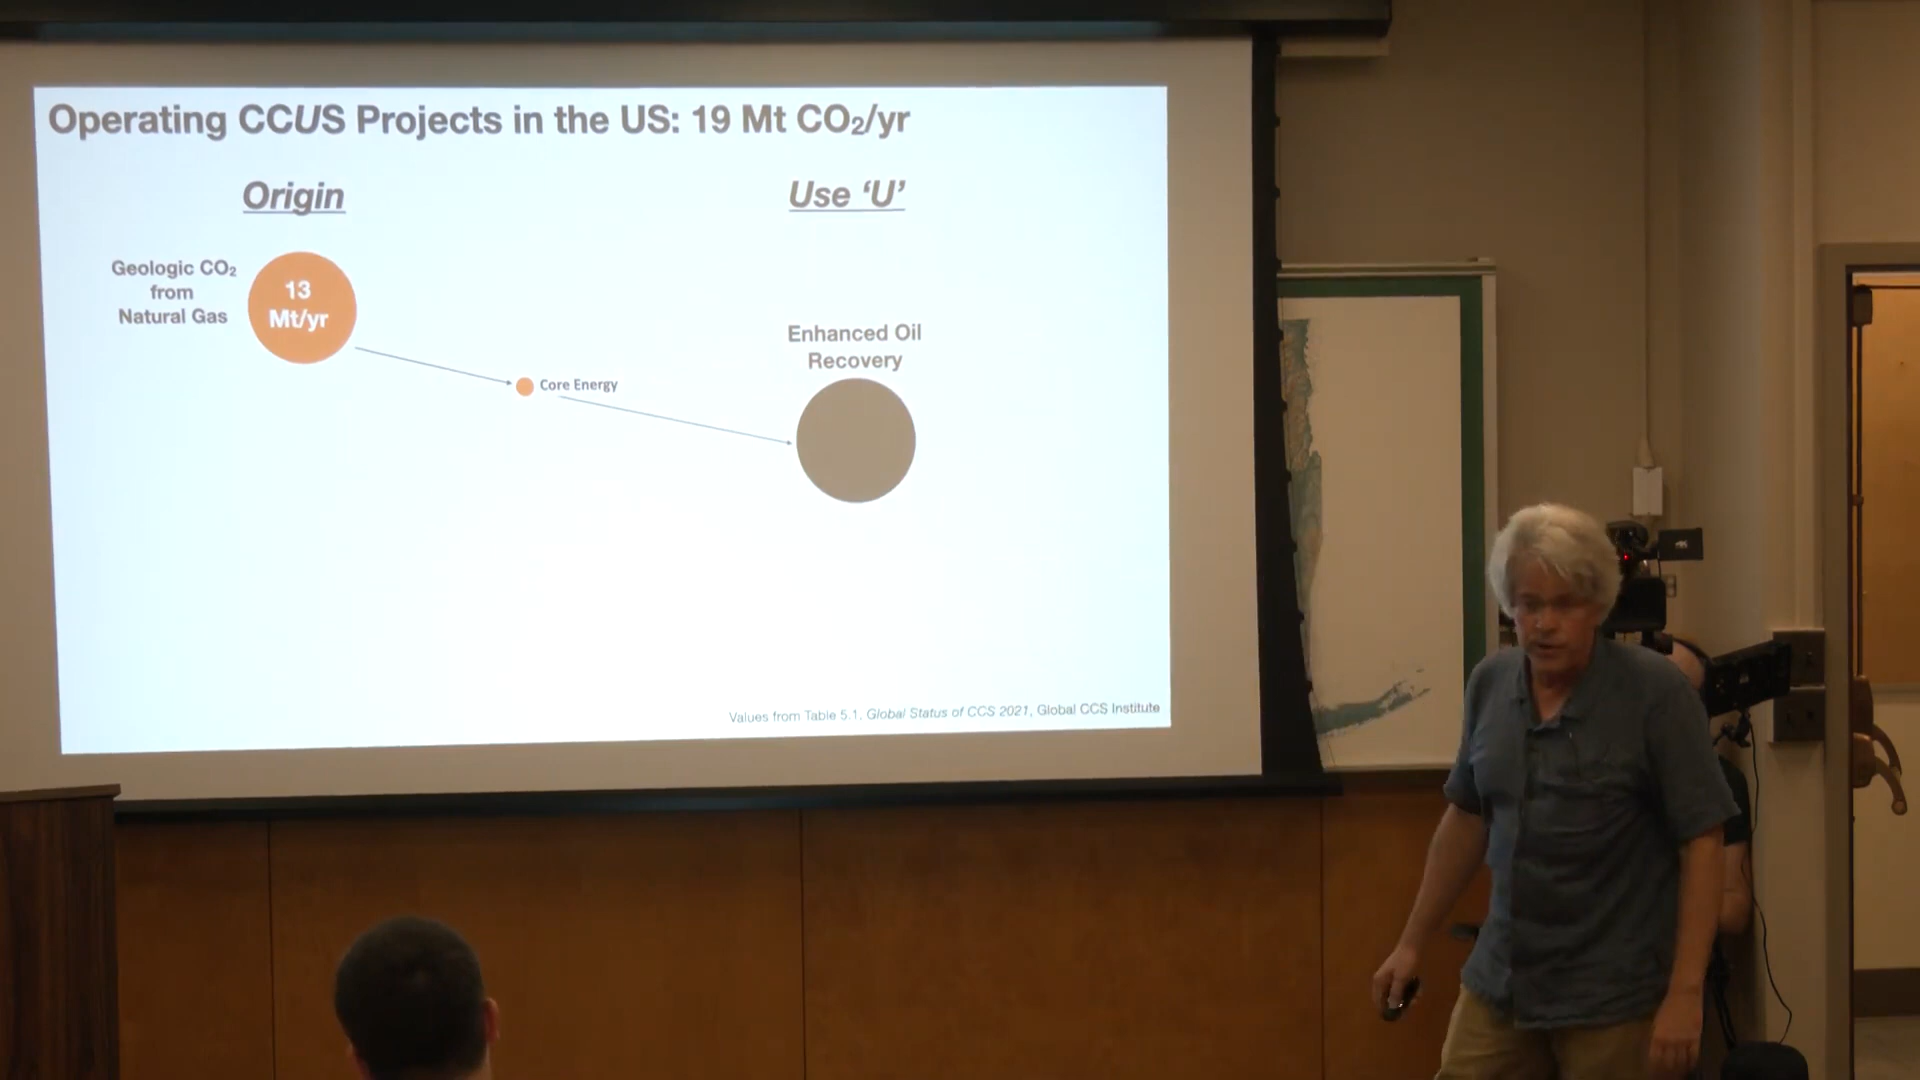 Operating CCUS Projects in the US: 19 Mt CO₂/yr
Origin
Use ‘U’
Geologic CO₂
from
Natural Gas
13
Mt/yr
Core Energy
Enhanced Oil
Recovery
Values from Table 5.1, Global Status of CCS 2021, Global CCS Institute